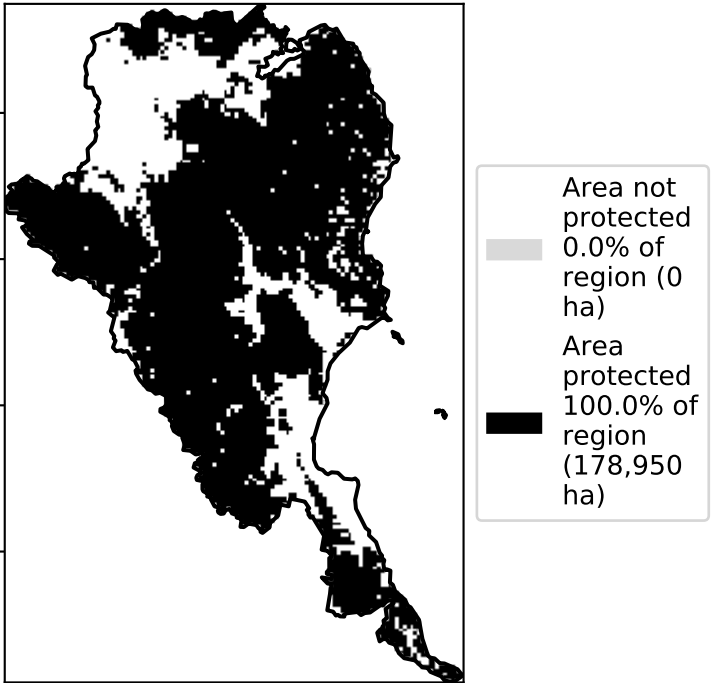 Area not
protected
0.0% of
region (0
ha)
Area
protected
100.0% of
region
(178,950
ha)